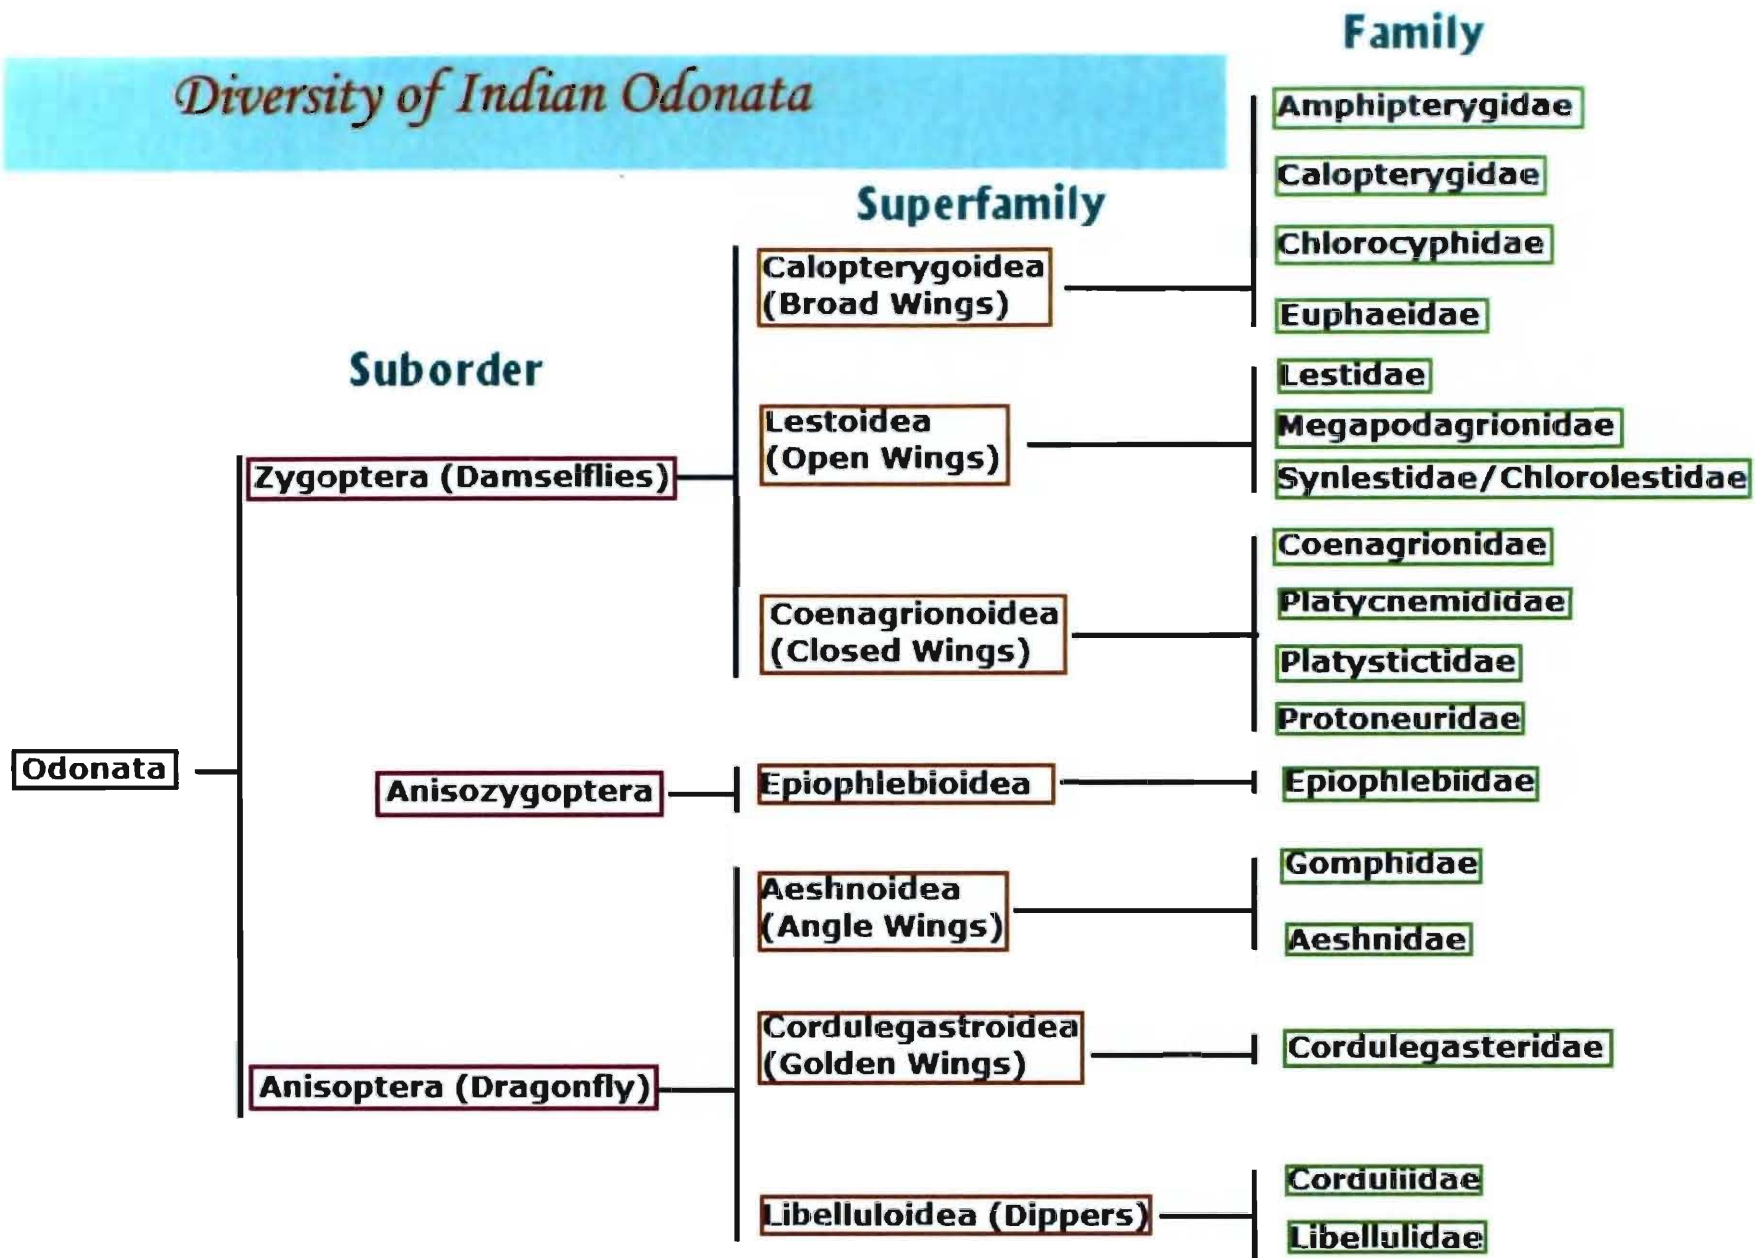 Family
Diversity of Indian Odonata
Amphipterygidae
Calopterygidae
Superfamily
Chlorocyphidae
Calopterygoidea
(Broad Wings)
Euphaeidae
Suborder
Lestidae
Lestoidea
(Open Wings)
Megapodagrionidae
Zygoptera (Damselflies)
Synlestidae/Chlorolestidae
Coenagrionidae
Coenagrionoidea
(Closed Wings)
Platycnemididae
Platystictidae
Protoneuridae
Odonata
Anisozygoptera
Epiophlebioidea
Epiophlebiidae
Gomphidae
Aeshnoidea
(Angle Wings)
Aeshnidae
Cordulegastroidea
(Golden Wings)
Cordulegasteridae
Anisoptera (Dragonfly)
Corduliidae
Libelluloidea (Dippers)
Libellulidae